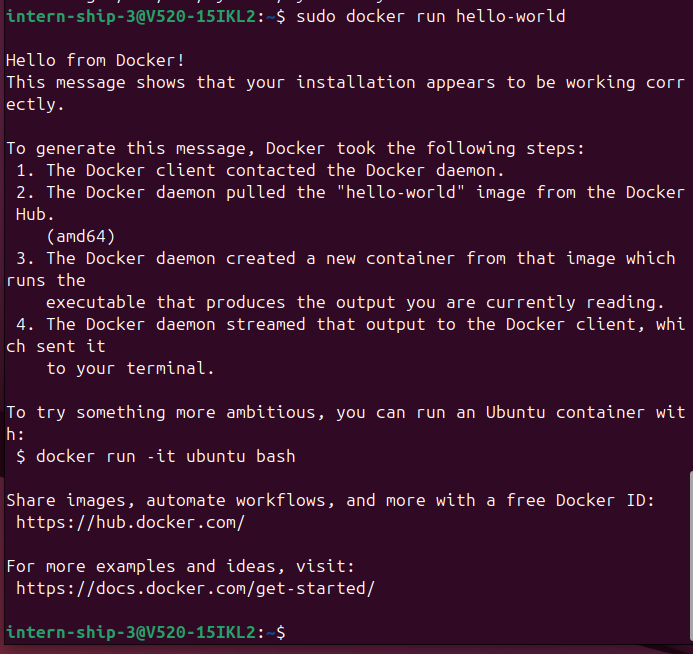 intern-ship-3@V520-15IKL2:~$ sudo docker run hello-world
Hello from Docker!
This message shows that your installation appears to be working corr
ectly.
To generate this message, Docker took the following steps:
 1. The Docker client contacted the Docker daemon.
 2. The Docker daemon pulled the "hello-world" image from the Docker
 Hub.
    (amd64)
 3. The Docker daemon created a new container from that image which
runs the
    executable that produces the output you are currently reading.
 4. The Docker daemon streamed that output to the Docker client, whi
ch sent it
    to your terminal.
To try something more ambitious, you can run an Ubuntu container wit
h:
 $ docker run -it ubuntu bash
Share images, automate workflows, and more with a free Docker ID:
 https://hub.docker.com/
For more examples and ideas, visit:
 https://docs.docker.com/get-started/
intern-ship-3@V520-15IKL2:~$